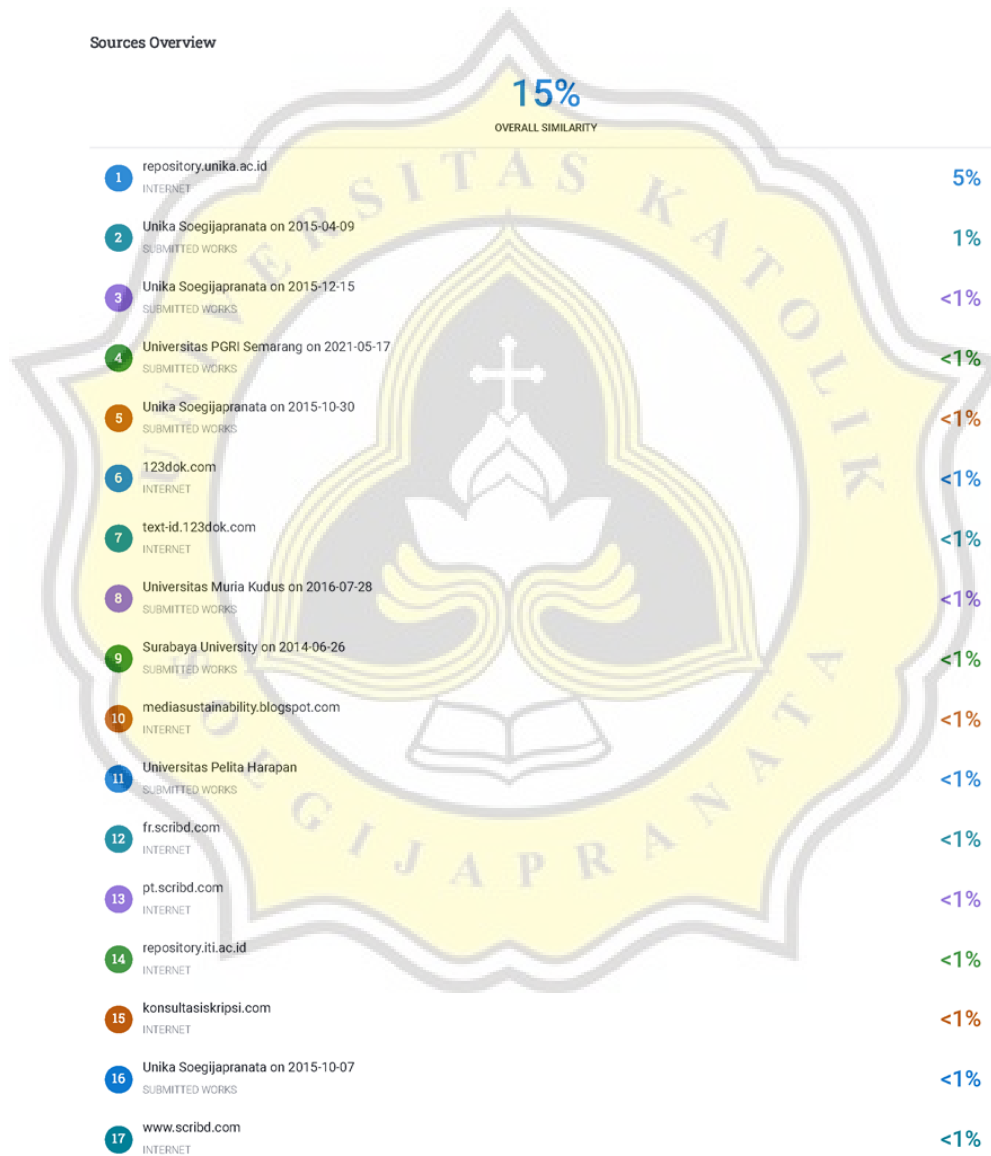 Sources Overview
15%
OVERALL SIMILARITY
1 repository.unika.ac.id 5%
INTERNET
2 Unika Soegijapranata on 2015-04-09 1%
SUBMITTED WORKS
3 Unika Soegijapranata on 2015-12-15 <1%
SUBMITTED WORKS
4 Universitas PGRI Semarang on 2021-05-17 <1%
SUBMITTED WORKS
5 Unika Soegijapranata on 2015-10-30 <1%
SUBMITTED WORKS
6 123dok.com <1%
INTERNET
7 text-id.123dok.com <1%
INTERNET
8 Universitas Muria Kudus on 2016-07-28 <1%
SUBMITTED WORKS
9 Surabaya University on 2014-06-26 <1%
SUBMITTED WORKS
10 mediasustainability.blogspot.com <1%
INTERNET
11 Universitas Pelita Harapan <1%
SUBMITTED WORKS
12 fr.scribd.com <1%
INTERNET
13 pt.scribd.com <1%
INTERNET
14 repository.iti.ac.id <1%
INTERNET
15 konsultasiskripsi.com <1%
INTERNET
16 Unika Soegijapranata on 2015-10-07 <1%
SUBMITTED WORKS
17 www.scribd.com <1%
INTERNET
UNIVERSITAS KATOLIK
SOEGIJAPRANATA